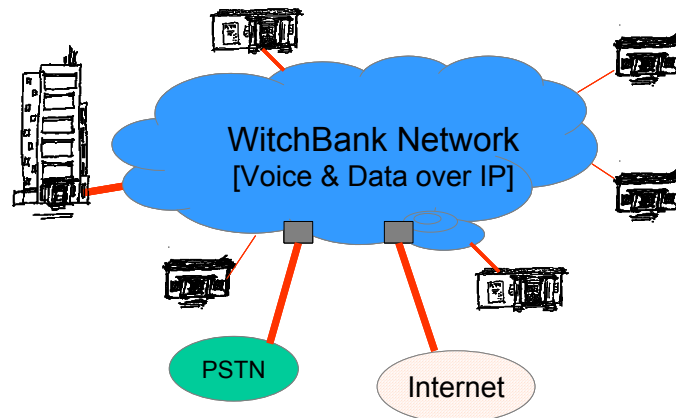 WitchBank Network
[Voice & Data over IP]
PSTN
Internet